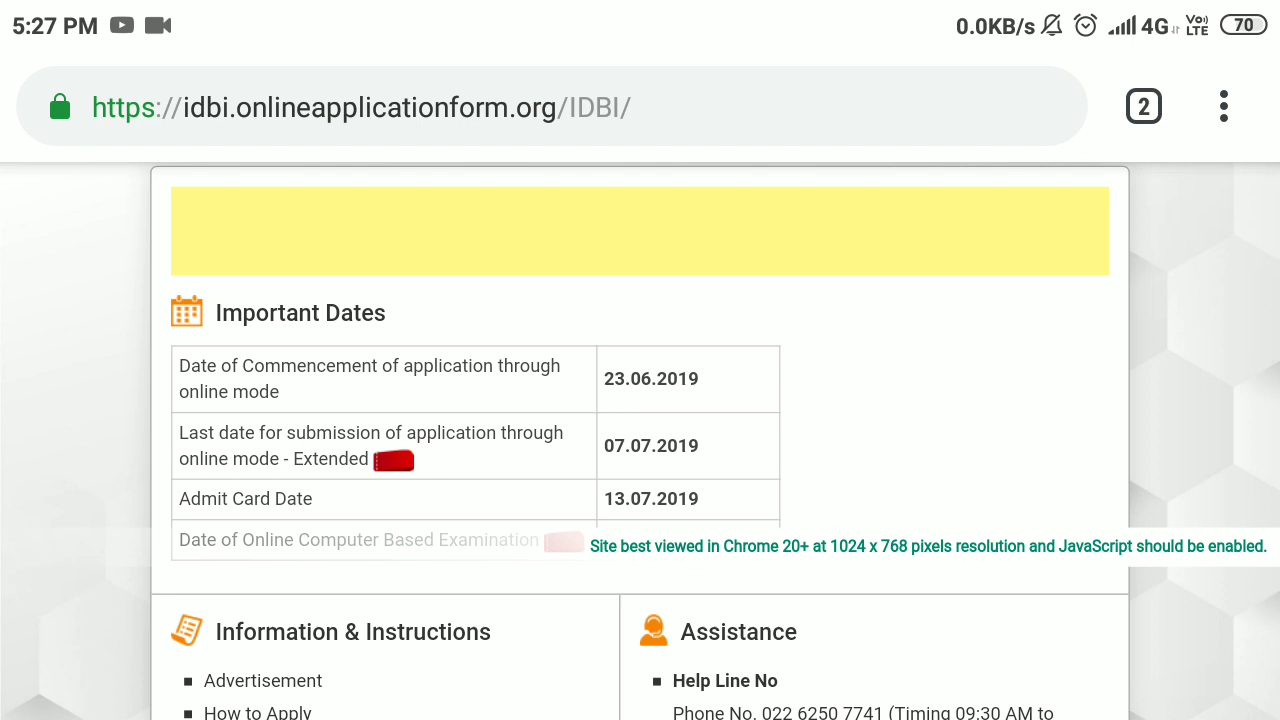 5:27 PM 0.0KB/s 4G Vo) LTE 70
https://idbi.onlineapplicationform.org/IDBI/ 2
Important Dates
Date of Commencement of application through
online mode
23.06.2019
Last date for submission of application through
online mode - Extended
07.07.2019
Admit Card Date 13.07.2019
Date of Online Computer Based Examination
Site best viewed in Chrome 20+ at 1024 x 768 pixels resolution and JavaScript should be enabled.
Information & Instructions
■ Advertisement
■ How to Apply
Assistance
■ Help Line No
Phone No. 022 6250 7741 (Timing 09:30 AM to